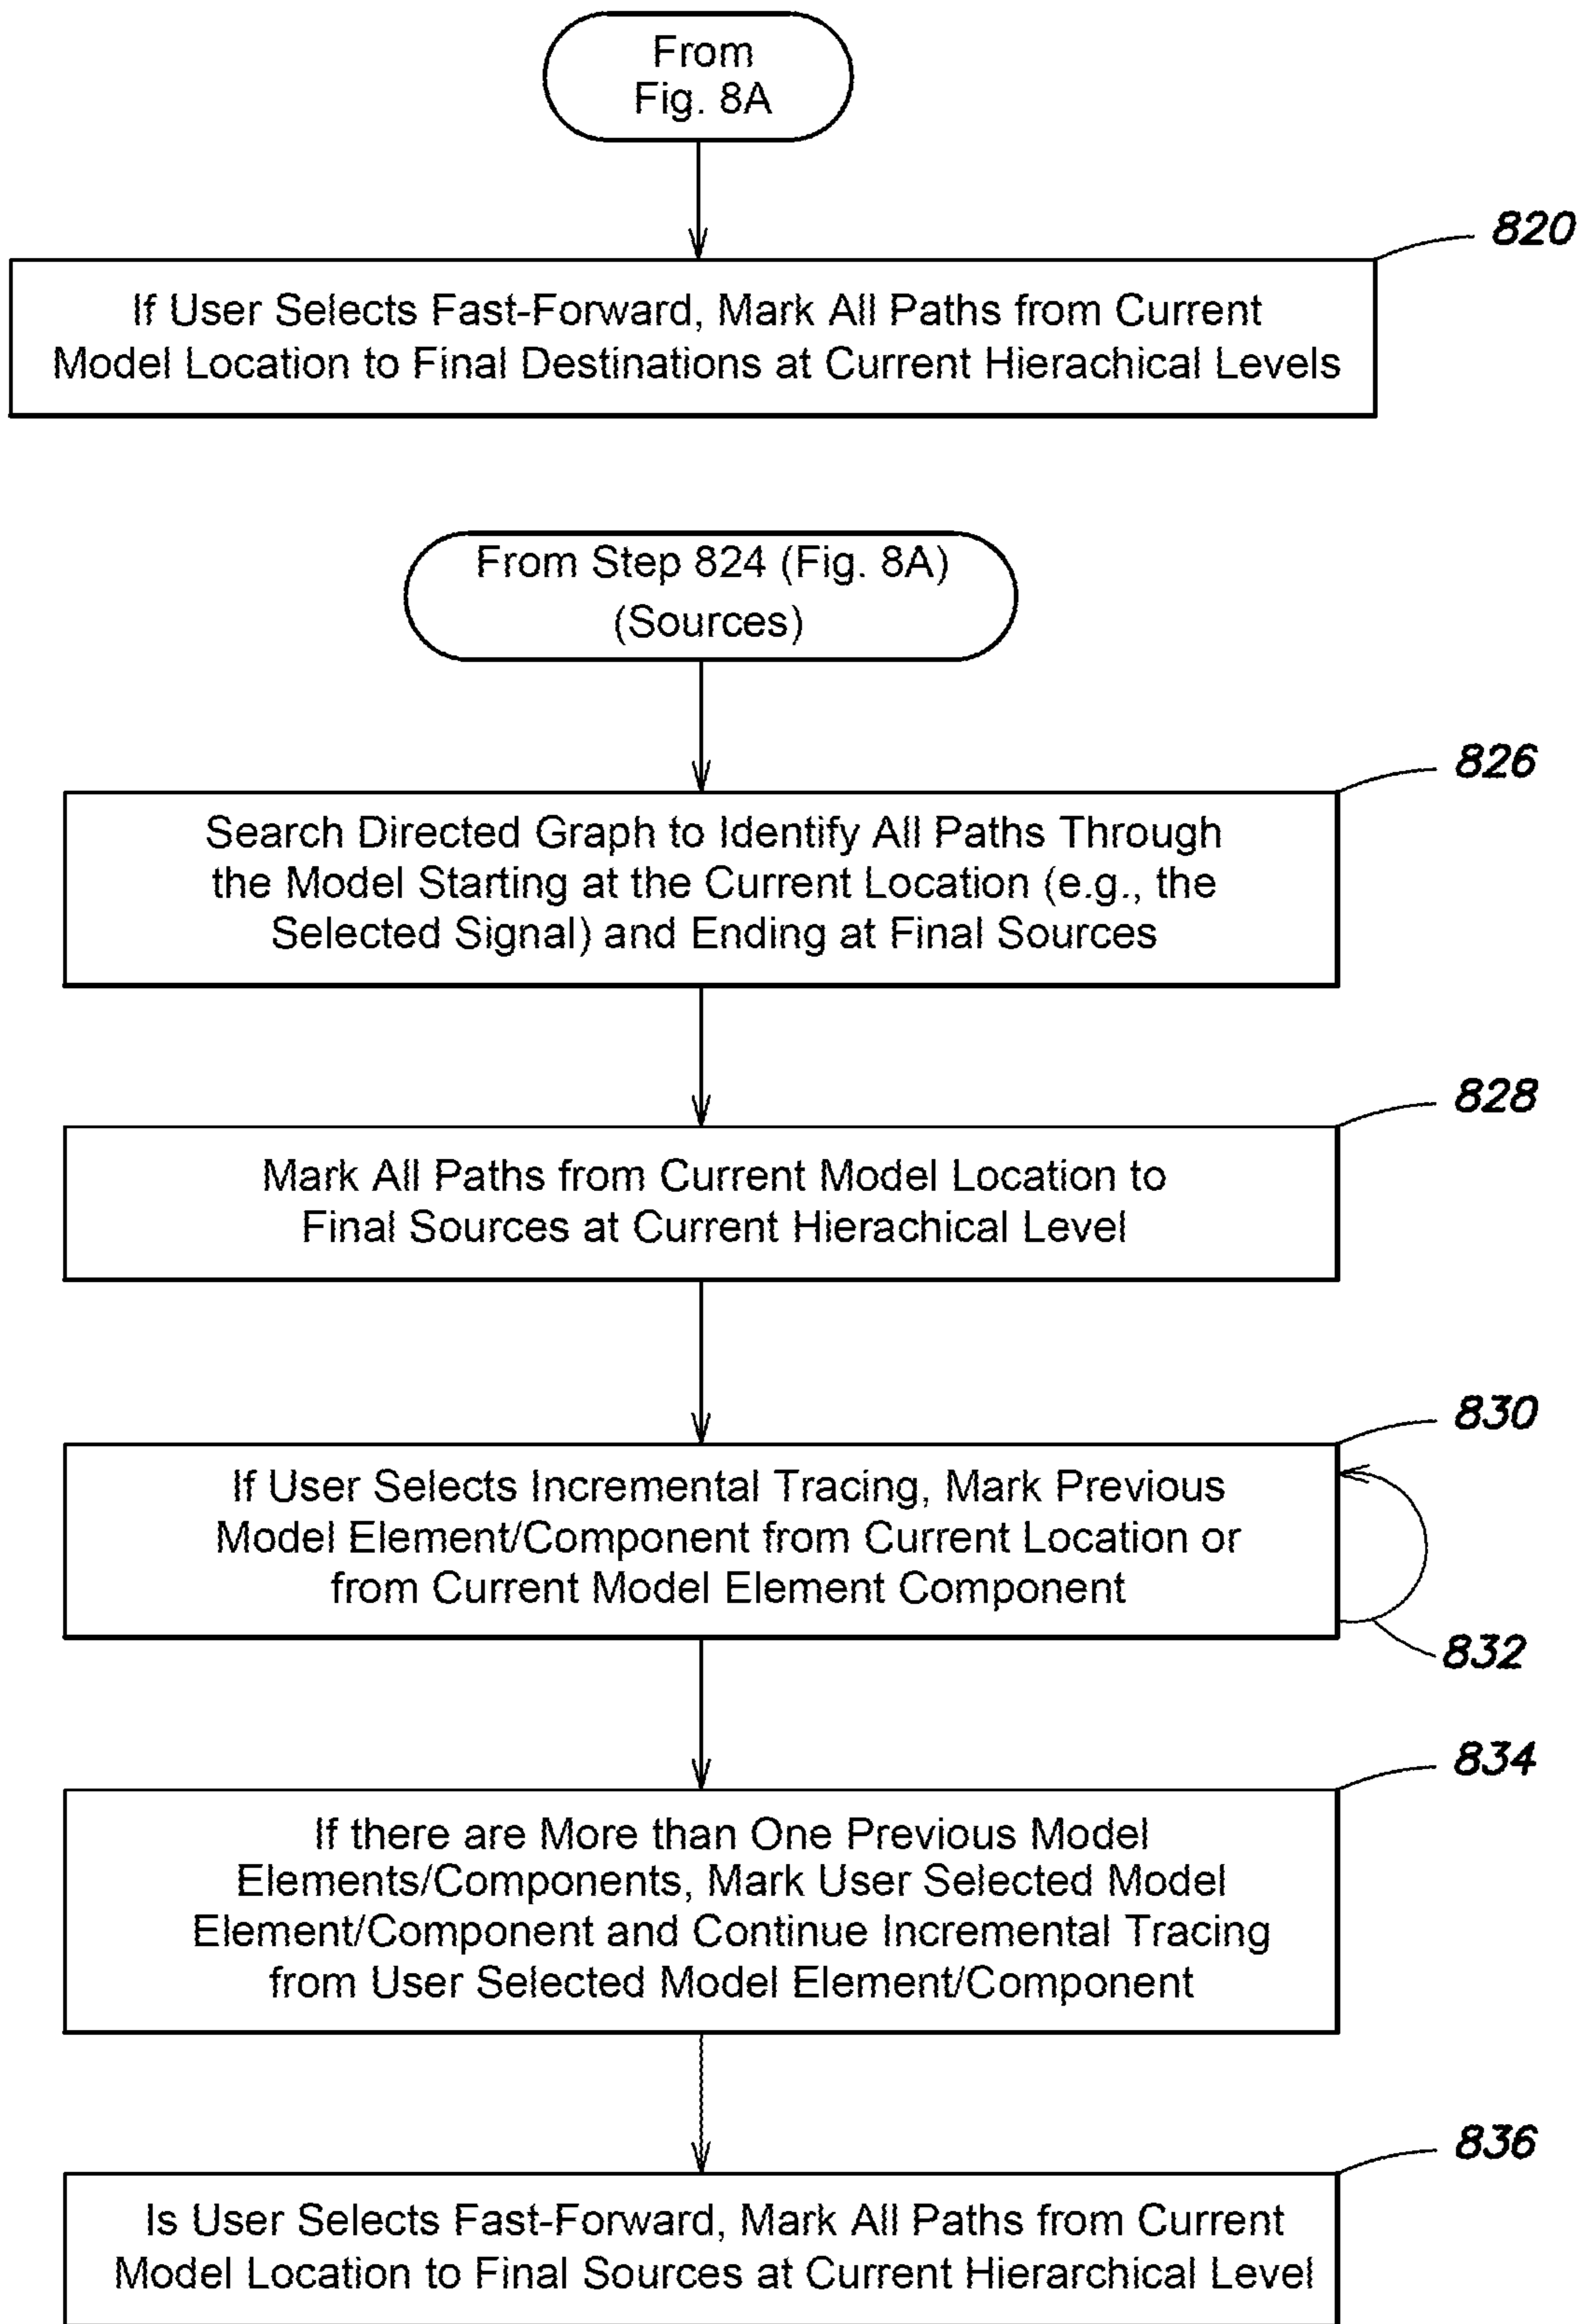 From
Fig. 8A
820
If User Selects Fast-Forward, Mark All Paths from Current
Model Location to Final Destinations at Current Hierachical Levels
From Step 824 (Fig. 8A)
(Sources)
826
Search Directed Graph to Identify All Paths Through
the Model Starting at the Current Location (e.g., the
Selected Signal) and Ending at Final Sources
828
Mark All Paths from Current Model Location to
Final Sources at Current Hierachical Level
830
If User Selects Incremental Tracing, Mark Previous
Model Element/Component from Current Location or
from Current Model Element Component
832
834
If there are More than One Previous Model
Elements/Components, Mark User Selected Model
Element/Component and Continue Incremental Tracing
from User Selected Model Element/Component
836
Is User Selects Fast-Forward, Mark All Paths from Current
Model Location to Final Sources at Current Hierarchical Level